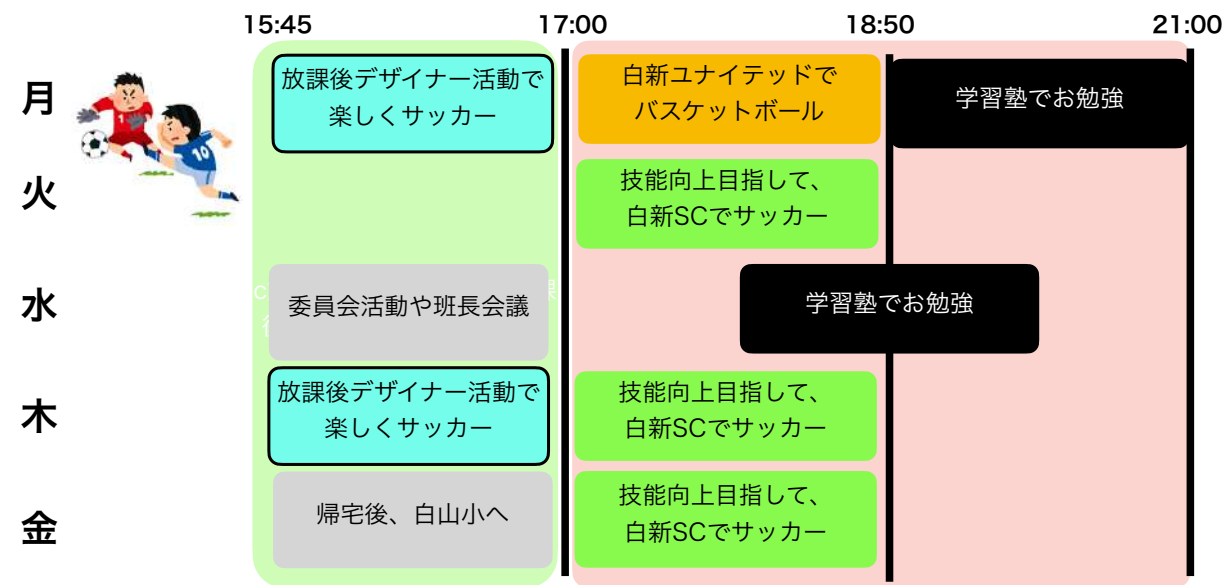 15:45 17:00 18:50 21:00
月
放課後デザイナー活動で
楽しくサッカー
白新ユナイテッドで
バスケットボール
学習塾でお勉強
1
10
火
技能向上目指して、
白新SCでサッカー
水
委員会活動や班長会議
学習塾でお勉強
木
放課後デザイナー活動で
楽しくサッカー
技能向上目指して、
白新SCでサッカー
金
帰宅後、白山小へ
技能向上目指して、
白新SCでサッカー